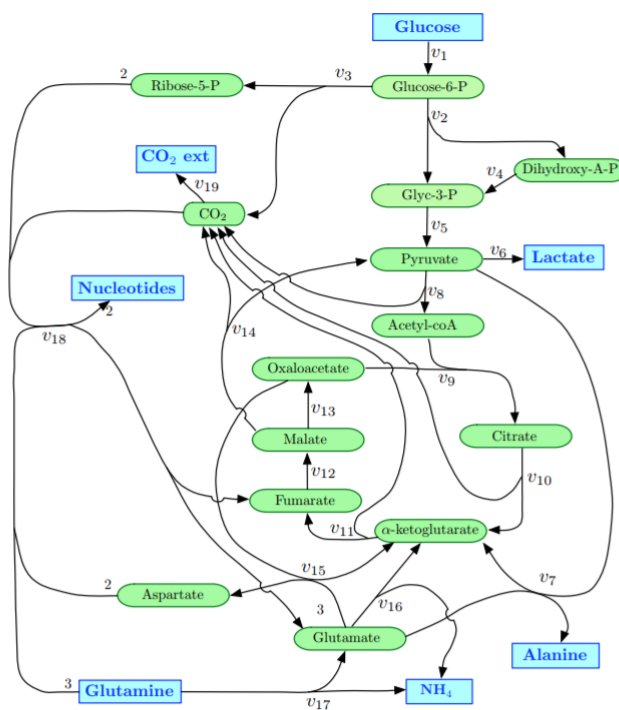 Glucose
v1
2
Ribose-5-P
v3
Glucose-6-P
v2
CO2 ext
v19
v4
Dihydroxy-A-P
Glyc-3-P
CO2
v5
Pyruvate
v6
Lactate
Nucleotides
2
v8
v18
v14
Acetyl-coA
Oxaloacetate
v9
v13
Malate
Citrate
v12
v10
Fumarate
v11
α-ketoglutarate
v15
v7
2
Aspartate
3
v16
Glutamate
Alanine
3
Glutamine
v17
NH4